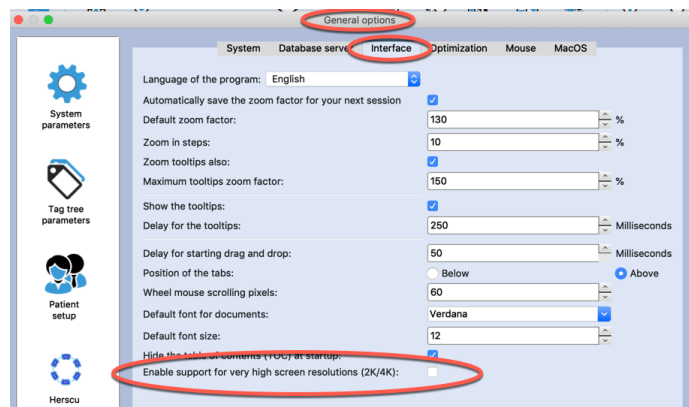 General options
System Database server Interface Optimization Mouse MacOS
Language of the program: English
Automatically save the zoom factor for your next session
Default zoom factor: 130 %
Zoom in steps: 10 %
Zoom tooltips also:
Maximum tooltips zoom factor: 150 %
Show the tooltips:
Delay for the tooltips: 250 Milliseconds
Delay for starting drag and drop: 50 Milliseconds
Position of the tabs: Below Above
Wheel mouse scrolling pixels: 60
Default font for documents: Verdana
Default font size: 12
Hide the table of contents (TOC) at startup:
Enable support for very high screen resolutions (2K/4K):
System
parameters
Tag tree
parameters
Patient
setup
Herscu